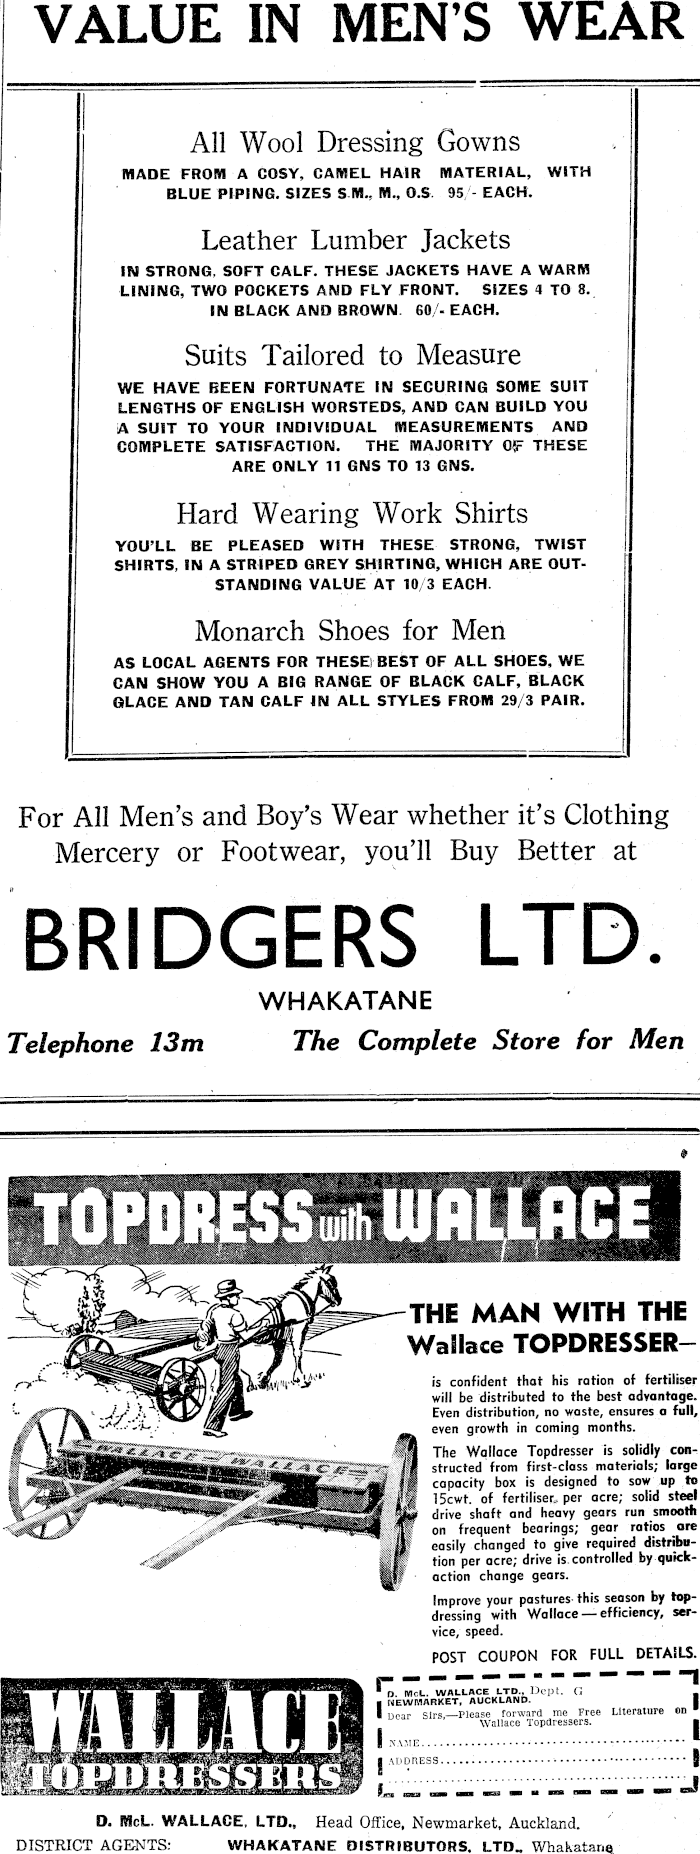 VALUE IN MEN'S WEAR
All Wool Dressing Gowns
MADE FROM A COSY, CAMEL HAIR MATERIAL, WITH
BLUE PIPING. SIZES S.M., M., O.S. 95/- EACH.
Leather Lumber Jackets
IN STRONG, SOFT CALF. THESE JACKETS HAVE A WARM
LINING, TWO POCKETS AND FLY FRONT. SIZES 4 TO 8.
IN BLACK AND BROWN. 60/- EACH.
Suits Tailored to Measure
WE HAVE BEEN FORTUNATE IN SECURING SOME SUIT
LENGTHS OF ENGLISH WORSTEDS, AND CAN BUILD YOU
A SUIT TO YOUR INDIVIDUAL MEASUREMENTS AND
COMPLETE SATISFACTION. THE MAJORITY OF THESE
ARE ONLY 11 GNS TO 13 GNS.
Hard Wearing Work Shirts
YOU'LL BE PLEASED WITH THESE STRONG, TWIST
SHIRTS, IN A STRIPED GREY SHIRTING, WHICH ARE OUT-
STANDING VALUE AT 10/3 EACH.
Monarch Shoes for Men
AS LOCAL AGENTS FOR THESE BEST OF ALL SHOES, WE
CAN SHOW YOU A BIG RANGE OF BLACK CALF, BLACK
GLACE AND TAN CALF IN ALL STYLES FROM 29/3 PAIR.
For All Men's and Boy's Wear whether it's Clothing
Mercery or Footwear, you'll Buy Better at
BRIDGERS LTD.
WHAKATANE
Telephone 13m The Complete Store for Men
TOPDRESS with WALLACE
THE MAN WITH THE
Wallace TOPDRESSER—
is confident that his ration of fertiliser
will be distributed to the best advantage.
Even distribution, no waste, ensures a full,
even growth in coming months.
The Wallace Topdresser is solidly con-
structed from first-class materials; large
capacity box is designed to sow up to
15cwt. of fertiliser per acre; solid steel
drive shaft and heavy gears run smooth
on frequent bearings; gear ratios are
easily changed to give required distribu-
tion per acre; drive is controlled by quick-
action change gears.
Improve your pastures this season by top-
dressing with Wallace — efficiency, ser-
vice, speed.
POST COUPON FOR FULL DETAILS.
WALLACE WALLACE
WALLACE
TOPDRESSERS
D. McL. WALLACE LTD., Dept. G
NEWMARKET, AUCKLAND.
Dear Sirs,—Please forward me Free Literature on
Wallace Topdressers.
NAME
ADDRESS
D. McL. WALLACE, LTD., Head Office, Newmarket, Auckland.
DISTRICT AGENTS: WHAKATANE DISTRIBUTORS, LTD., Whakatane